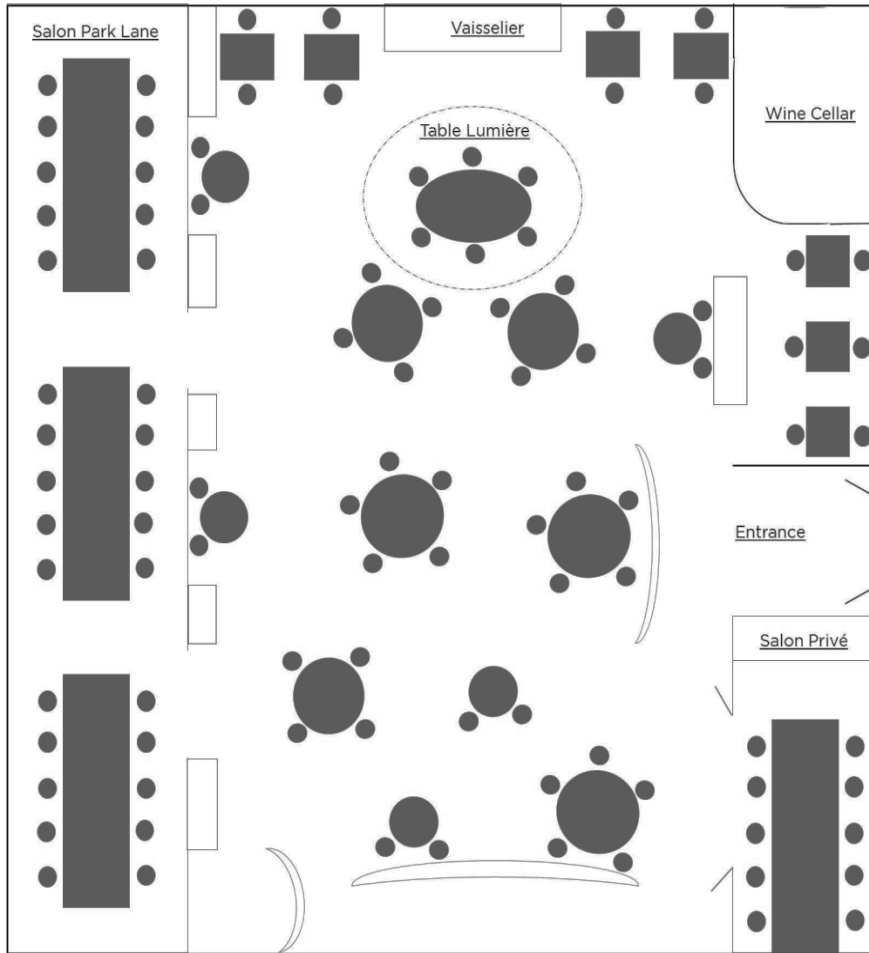 Salon Park Lane
Vaisselier
Wine Cellar
Table Lumière
Entrance
Salon Privé